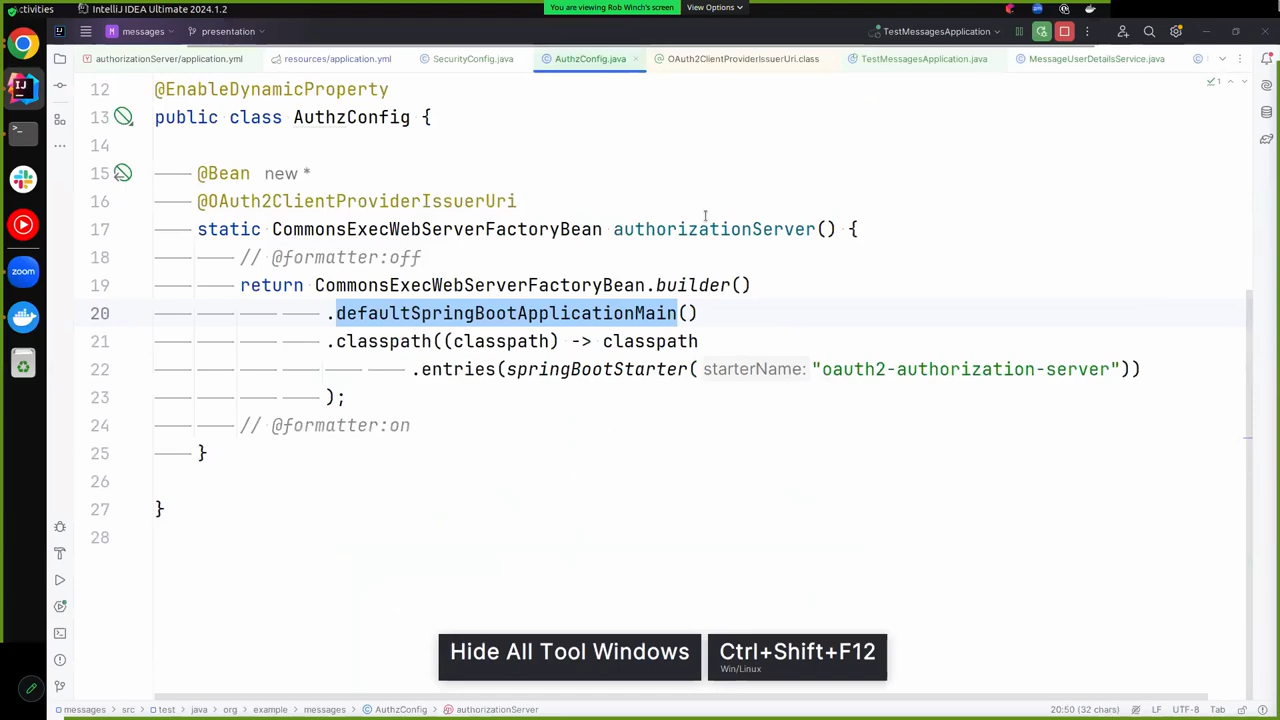 Activities
IntelliJ IDEA Ultimate 2024.1.2
You are viewing Rob Winch's screen
View Options
M messages
presentation
TestMessagesApplication
authorizationServer/application.yml
resources/application.yml
SecurityConfig.java
AuthzConfig.java
OAuth2ClientProviderIssuerUri.class
TestMessagesApplication.java
MessageUserDetailsService.java
12 @EnableDynamicProperty
13 public class AuthzConfig {
14
15 @Bean new *
16 @OAuth2ClientProviderIssuerUri
17 static CommonsExecWebServerFactoryBean authorizationServer() {
18 // @formatter:off
19 return CommonsExecWebServerFactoryBean.builder()
20 .defaultSpringBootApplicationMain()
21 .classpath((classpath) -> classpath
22 .entries(springBootStarter( starterName: "oauth2-authorization-server"))
23 );
24 // @formatter:on
25 }
26
27 }
28
1
zoom
Hide All Tool Windows
Ctrl+Shift+F12
Win/Linux
messages > src > test > java > org > example > messages > AuthzConfig > authorizationServer
20:50 (32 chars)
LF
UTF-8
Tab